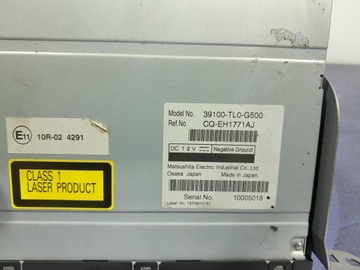 Model No. 39100-TL0-G500
Ref.No. CQ-EH1771AJ
E11 10R-02 4291
DC 12V Negative Ground
Matsushita Electric Industrial Co.,Ltd.
Osaka Japan Made in Japan
CLASS 1
LASER PRODUCT
Serial No. 10005018